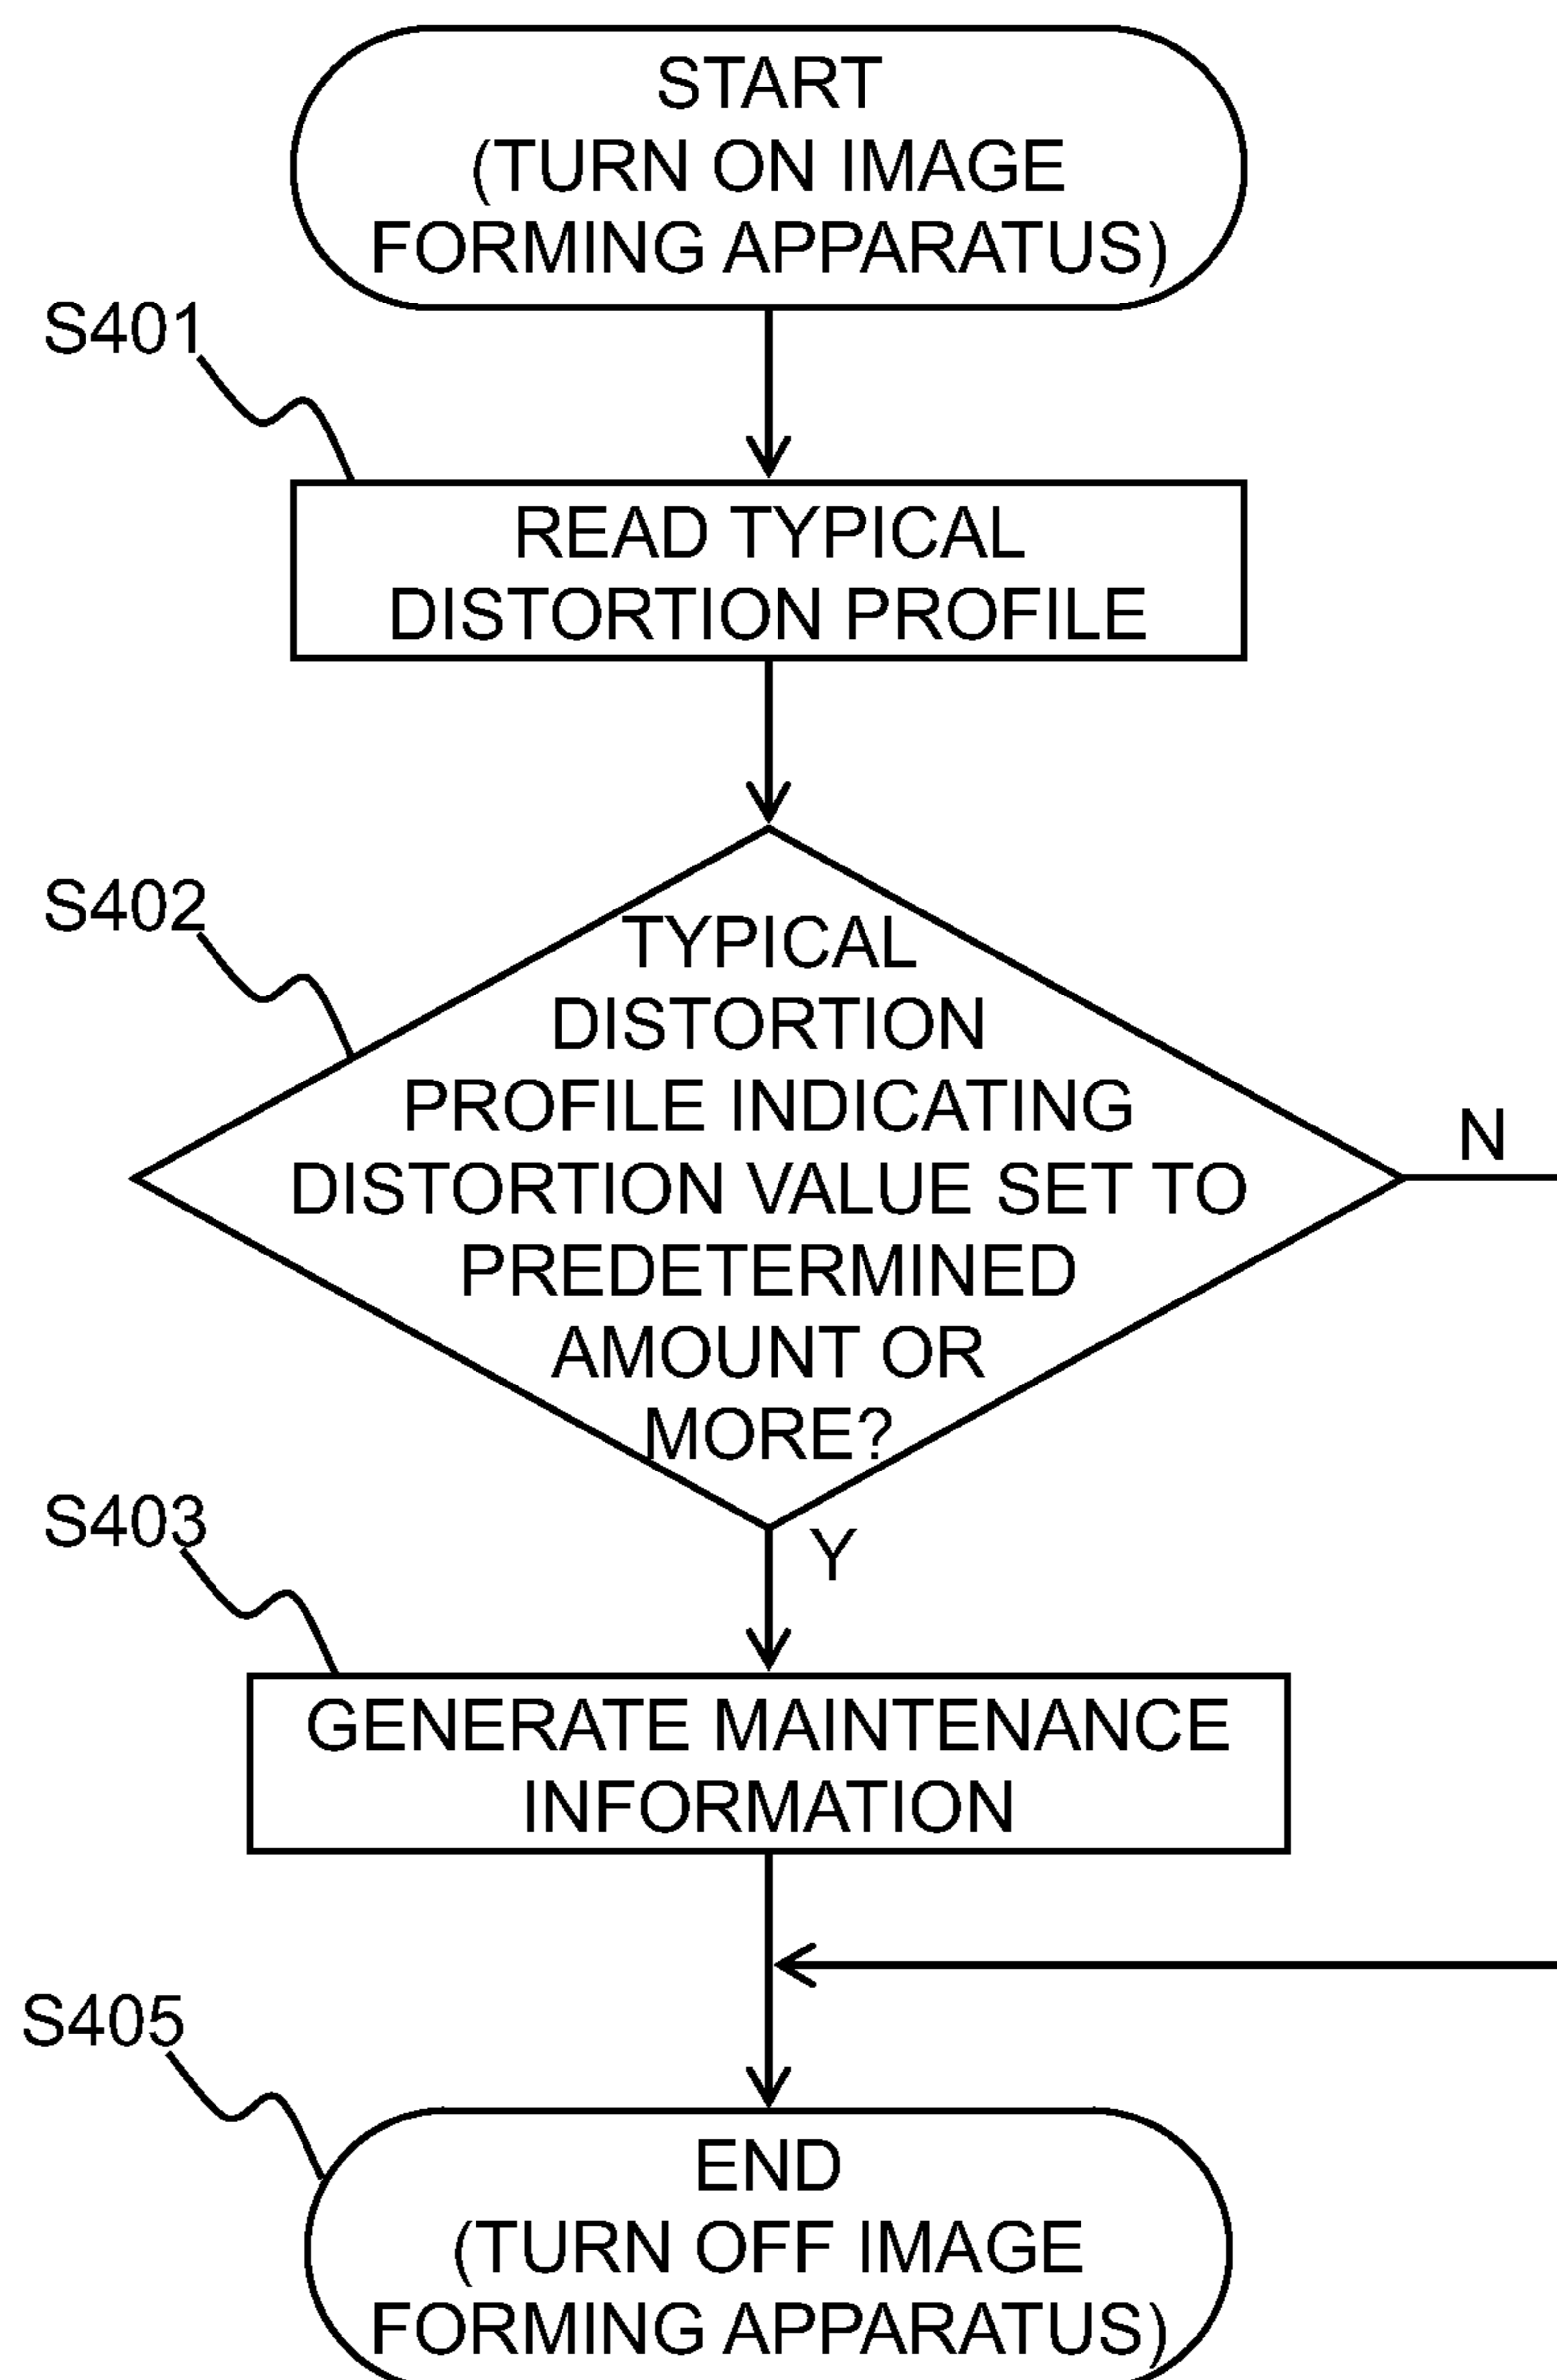 START
(TURN ON IMAGE
FORMING APPARATUS)
S401
READ TYPICAL
DISTORTION PROFILE
S402
TYPICAL
DISTORTION
PROFILE INDICATING
DISTORTION VALUE SET TO
PREDETERMINED
AMOUNT OR
MORE?
N
Y
S403
GENERATE MAINTENANCE
INFORMATION
S405
END
(TURN OFF IMAGE
FORMING APPARATUS)